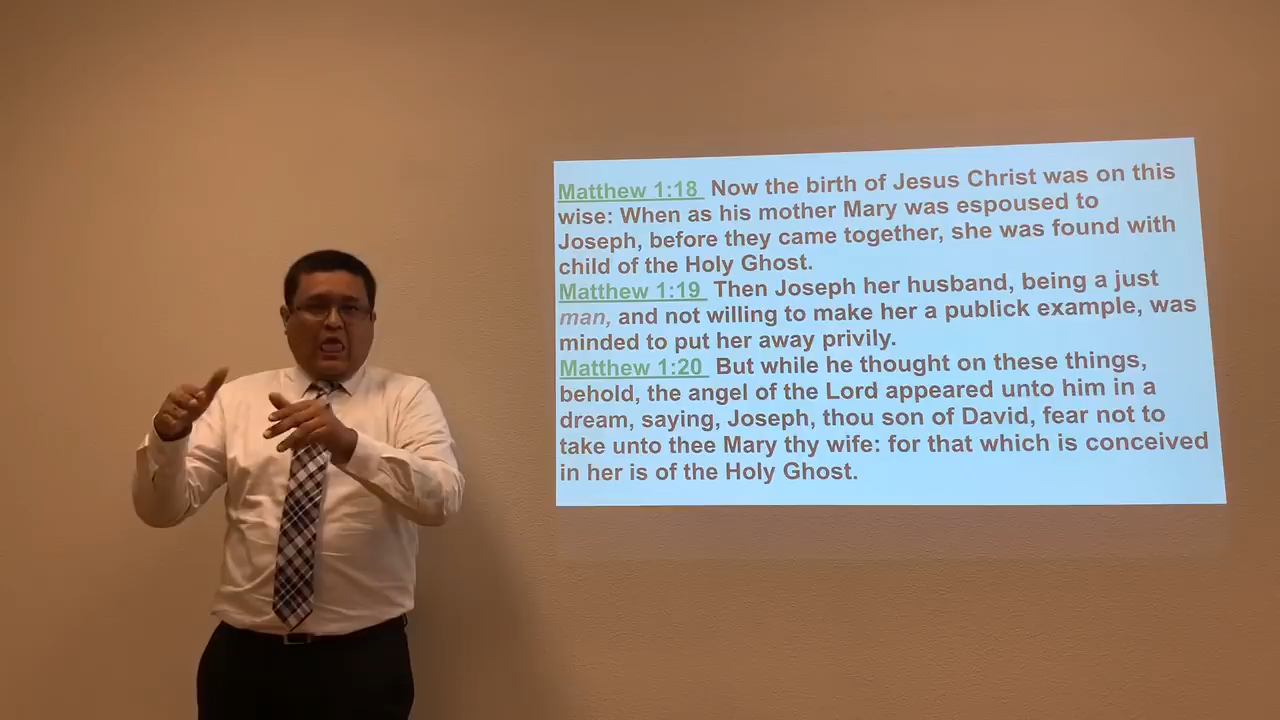 Matthew 1:18 Now the birth of Jesus Christ was on this
wise: When as his mother Mary was espoused to
Joseph, before they came together, she was found with
child of the Holy Ghost.
Matthew 1:19 Then Joseph her husband, being a just
man, and not willing to make her a publick example, was
minded to put her away privily.
Matthew 1:20 But while he thought on these things,
behold, the angel of the Lord appeared unto him in a
dream, saying, Joseph, thou son of David, fear not to
take unto thee Mary thy wife: for that which is conceived
in her is of the Holy Ghost.